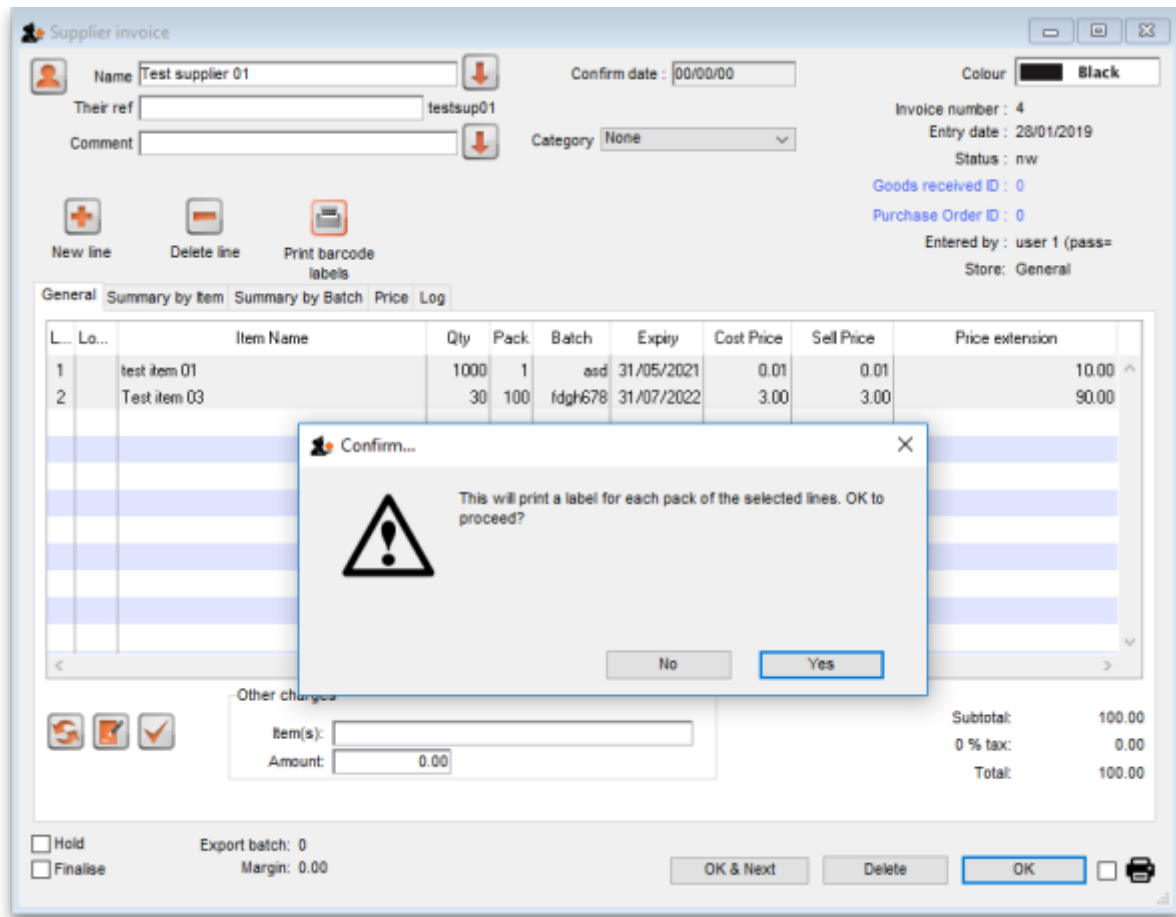 Supplier invoice
Name Test supplier 01 Confirm date : 00/00/00 Colour Black
Their ref testsup01 Invoice number : 4
Comment Category None Entry date : 28/01/2019
Status : nw
Goods received ID : 0
Purchase Order ID : 0
New line Delete line Print barcode labels Entered by : user 1 (pass=
Store: General
General Summary by Item Summary by Batch Price Log
L... Lo... Item Name Qty Pack Batch Expiry Cost Price Sell Price Price extension
1 test item 01 1000 1 asd 31/05/2021 0.01 0.01 10.00
2 Test item 03 30 100 fdgh678 31/07/2022 3.00 3.00 90.00
Confirm...
This will print a label for each pack of the selected lines. OK to
proceed?
No Yes
Other charges
Item(s):
Amount: 0.00
Subtotal: 100.00
0 % tax: 0.00
Total: 100.00
Hold Export batch: 0
Finalise Margin: 0.00
OK & Next Delete OK